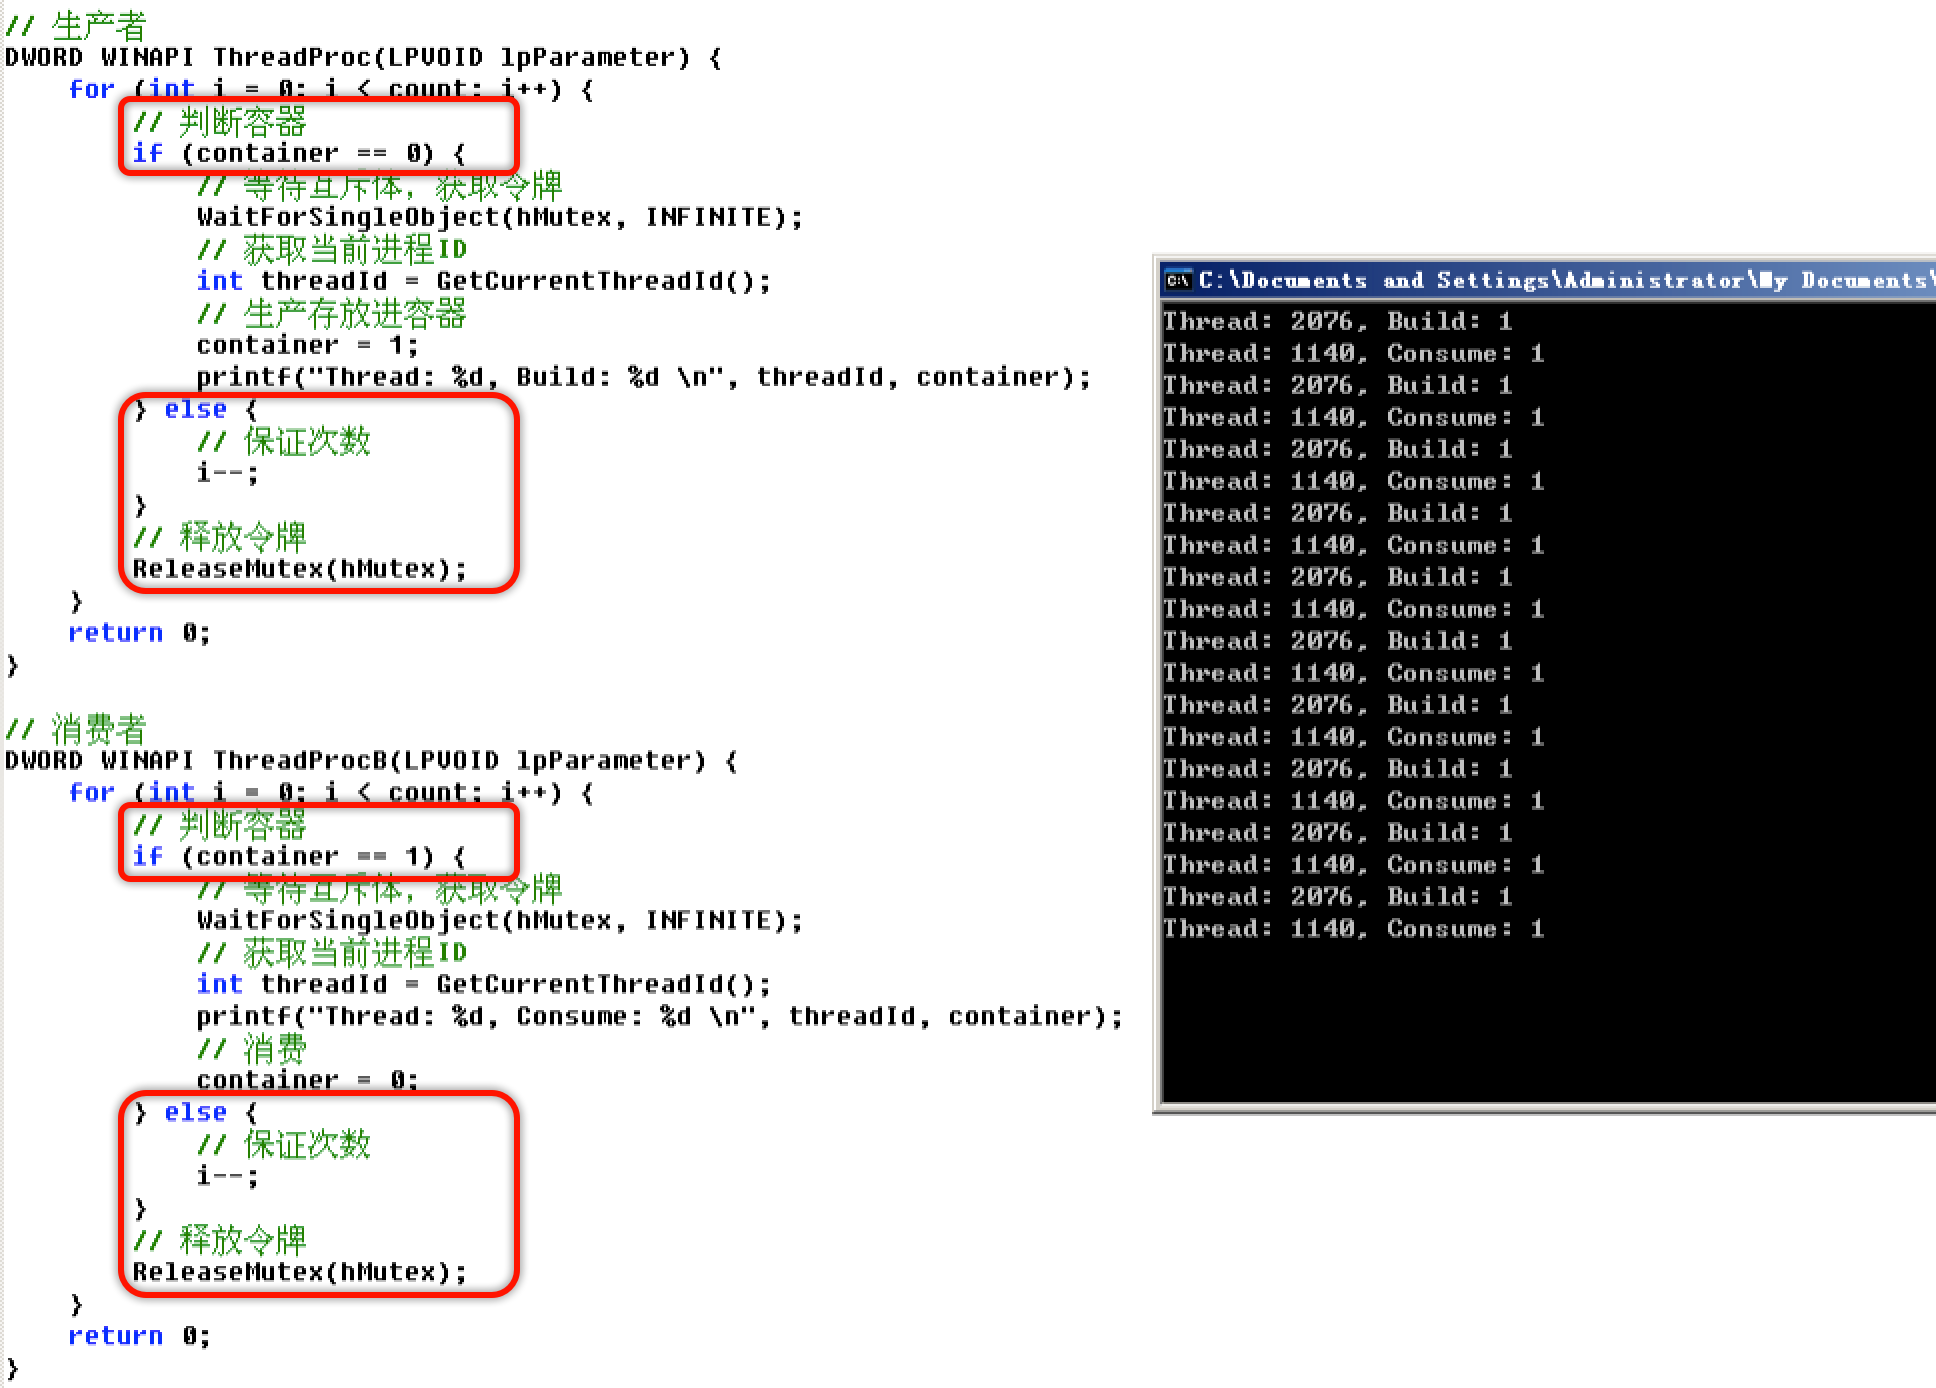 // 生产者
DWORD WINAPI ThreadProc(LPVOID lpParameter) {
    for (int i = 0; i < count; i++) {
        // 判断容器
        if (container == 0) {
            // 等待互斥体，获取令牌
            WaitForSingleObject(hMutex, INFINITE);
            // 获取当前进程ID
            int threadId = GetCurrentThreadId();
            // 生产存放进容器
            container = 1;
            printf("Thread: %d, Build: %d \n", threadId, container);
        } else {
            // 保证次数
            i--;
        }
        // 释放令牌
        ReleaseMutex(hMutex);
    }
    return 0;
}
// 消费者
DWORD WINAPI ThreadProcB(LPVOID lpParameter) {
    for (int i = 0; i < count; i++) {
        // 判断容器
        if (container == 1) {
            // 等待互斥体，获取令牌
            WaitForSingleObject(hMutex, INFINITE);
            // 获取当前进程ID
            int threadId = GetCurrentThreadId();
            printf("Thread: %d, Consume: %d \n", threadId, container);
            // 消费
            container = 0;
        } else {
            // 保证次数
            i--;
        }
        // 释放令牌
        ReleaseMutex(hMutex);
    }
    return 0;
}
C:\Documents and Settings\Administrator\My Documents\
Thread: 2076, Build: 1
Thread: 1140, Consume: 1
Thread: 2076, Build: 1
Thread: 1140, Consume: 1
Thread: 2076, Build: 1
Thread: 1140, Consume: 1
Thread: 2076, Build: 1
Thread: 1140, Consume: 1
Thread: 2076, Build: 1
Thread: 1140, Consume: 1
Thread: 2076, Build: 1
Thread: 1140, Consume: 1
Thread: 2076, Build: 1
Thread: 1140, Consume: 1
Thread: 2076, Build: 1
Thread: 1140, Consume: 1
Thread: 2076, Build: 1
Thread: 1140, Consume: 1
Thread: 2076, Build: 1
Thread: 1140, Consume: 1